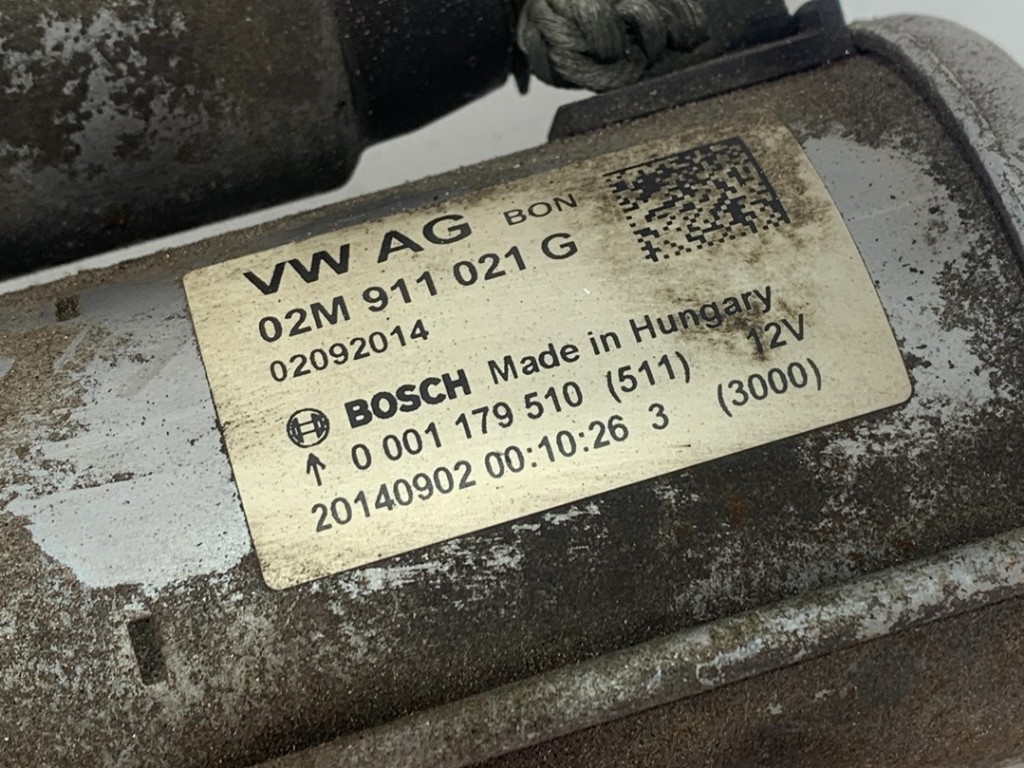 VW AG BON
02M 911 021 G
02092014
BOSCH Made in Hungary
0 001 179 510 (511) 12V
20140902 00:10:26 3 (3000)